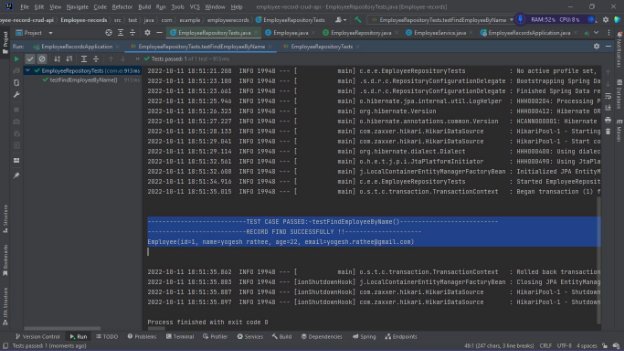 File Edit View Navigate Code Refactor Build Run Tools VCS Window Help employee-record-crud-api - EmployeeRepositoryTests.java [Employee-records]
Employee-records src test java com example employeerecords EmployeeRepositoryTests EmployeeRepositoryTests.testFindEmployeeByName RAM:52% CPU:8%
Project EmployeeRepositoryTests.java Employee.java EmployeeRepository.java EmployeeService.java EmployeeRecordsApplication.java
Run: EmployeeRecordsApplication EmployeeRepositoryTests.testFindEmployeeByName EmployeeRepositoryTests
Tests passed: 1 of 1 test – 913 ms
EmployeeRepositoryTests 913 ms
testFindEmployeeByName() 913 ms
2022-10-11 18:51:21.208 INFO 19948 --- [ main] c.e.e.EmployeeRepositoryTests : No active profile set,
2022-10-11 18:51:23.100 INFO 19948 --- [ main] .s.d.r.c.RepositoryConfigurationDelegate : Bootstrapping Spring Da
2022-10-11 18:51:23.661 INFO 19948 --- [ main] .s.d.r.c.RepositoryConfigurationDelegate : Finished Spring Data re
2022-10-11 18:51:25.940 INFO 19948 --- [ main] o.hibernate.jpa.internal.util.LogHelper : HHH000204: Processing P
2022-10-11 18:51:26.323 INFO 19948 --- [ main] org.hibernate.Version : HHH000412: Hibernate OR
2022-10-11 18:51:27.227 INFO 19948 --- [ main] o.hibernate.annotations.common.Version : HCANN000001: Hibernate
2022-10-11 18:51:28.133 INFO 19948 --- [ main] com.zaxxer.hikari.HikariDataSource : HikariPool-1 - Starting
2022-10-11 18:51:29.041 INFO 19948 --- [ main] com.zaxxer.hikari.HikariDataSource : HikariPool-1 - Start co
2022-10-11 18:51:29.114 INFO 19948 --- [ main] org.hibernate.dialect.Dialect : HHH000400: Using dialec
2022-10-11 18:51:32.561 INFO 19948 --- [ main] o.h.e.t.j.p.i.JtaPlatformInitiator : HHH000490: Using JtaPla
2022-10-11 18:51:32.608 INFO 19948 --- [ main] j.LocalContainerEntityManagerFactoryBean : Initialized JPA EntityM
2022-10-11 18:51:34.916 INFO 19948 --- [ main] c.e.e.EmployeeRepositoryTests : Started EmployeeReposit
2022-10-11 18:51:35.015 INFO 19948 --- [ main] o.s.t.c.transaction.TransactionContext : Began transaction (1) f
--------------------------TEST CASE PASSED:-testFindEmployeeByName()--------------------------
--------------------------RECORD FIND SUCCESSFULLY !!--------------------
Employee(id=1, name=yogesh rathee, age=22, email=yogesh.rathee@gmail.com)
2022-10-11 18:51:35.862 INFO 19948 --- [ main] o.s.t.c.transaction.TransactionContext : Rolled back transaction
2022-10-11 18:51:35.883 INFO 19948 --- [ionShutdownHook] j.LocalContainerEntityManagerFactoryBean : Closing JPA EntityManag
2022-10-11 18:51:35.887 INFO 19948 --- [ionShutdownHook] com.zaxxer.hikari.HikariDataSource : HikariPool-1 - Shutdown
2022-10-11 18:51:35.897 INFO 19948 --- [ionShutdownHook] com.zaxxer.hikari.HikariDataSource : HikariPool-1 - Shutdown
Process finished with exit code 0
Version Control Run TODO Problems Terminal Profiler Services Build Dependencies Spring Endpoints
Tests passed: 1 (moments ago) 46:1 (247 chars, 3 line breaks) CRLF UTF-8 4 spaces
Project
Structure
Bookmarks
Notifications
Database
Maven